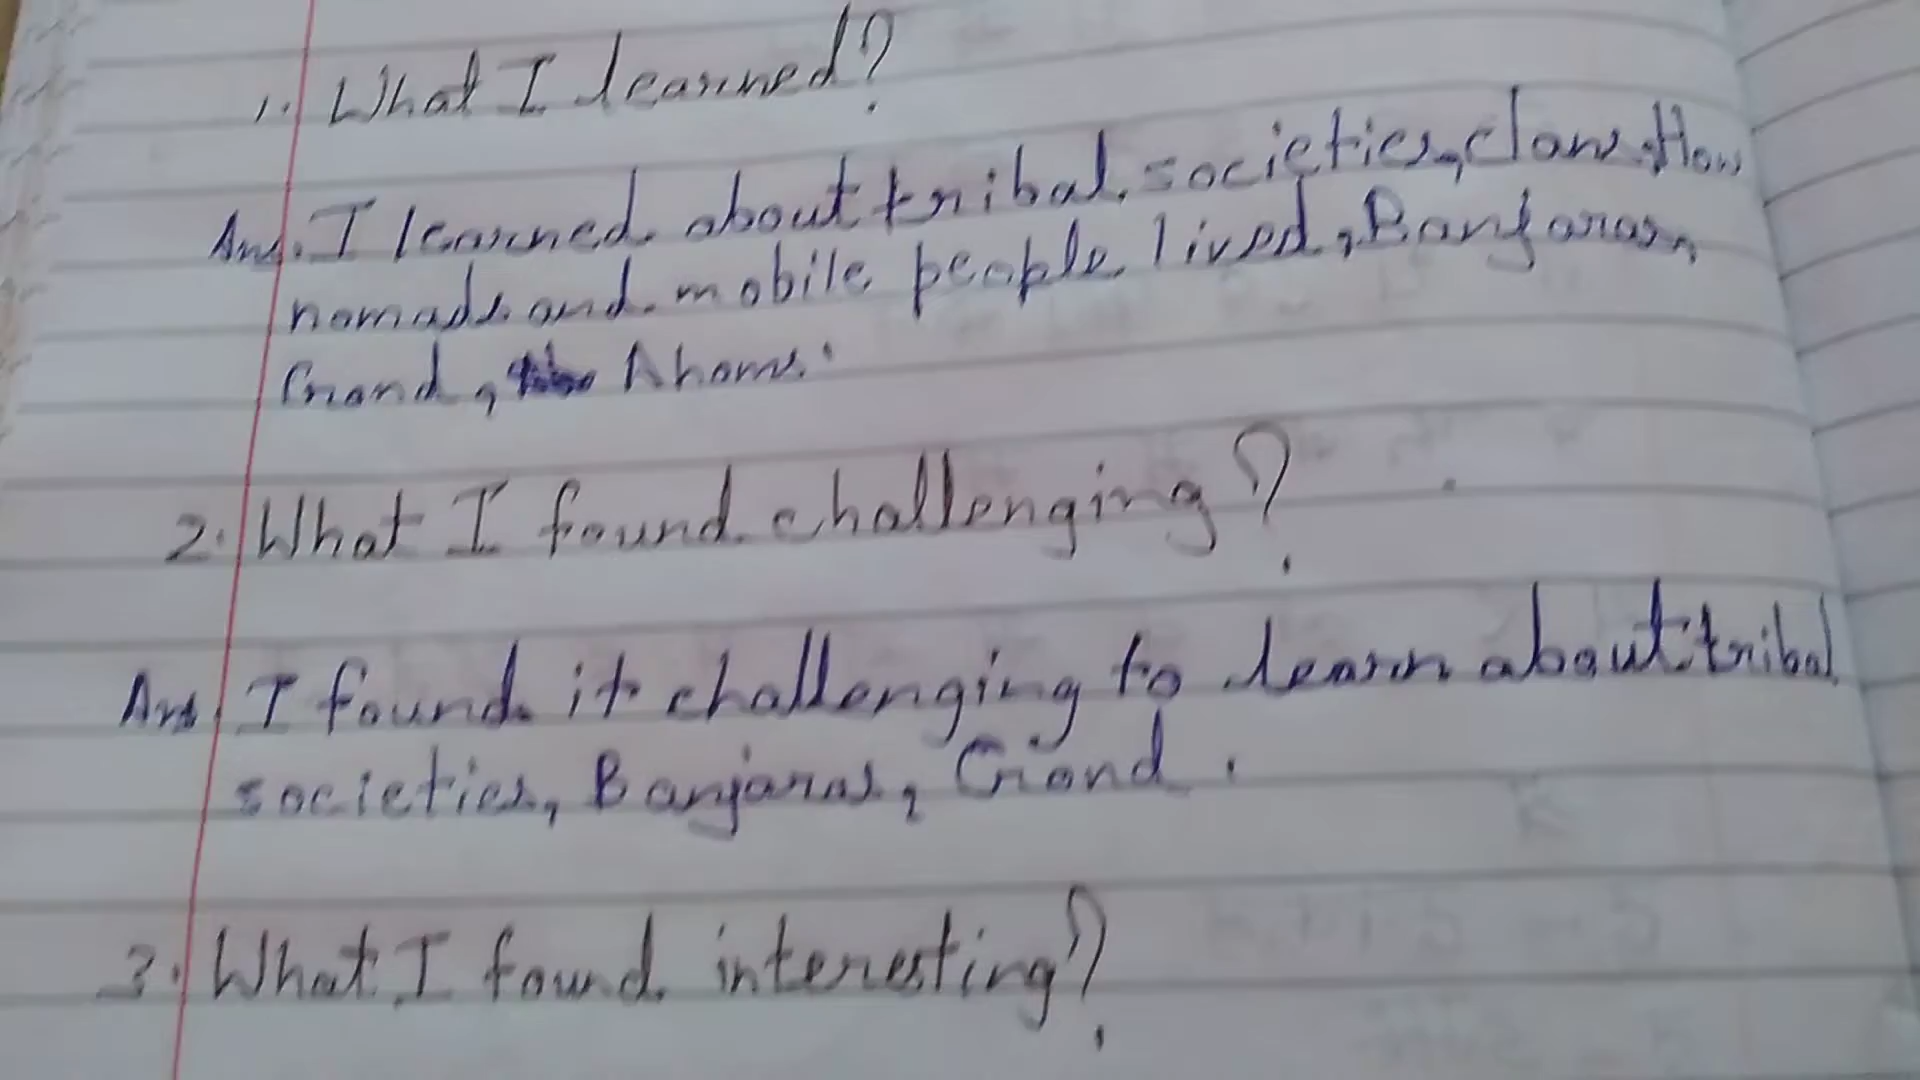 1. What I learned?
Ans. I learned about tribal societies, clans. How
nomads and mobile people lived, Banjaras,
Gond, Ahoms.
2. What I found challenging?
Ans. I found it challenging to learn about tribal
societies, Banjaras, Gond.
3. What I found interesting?